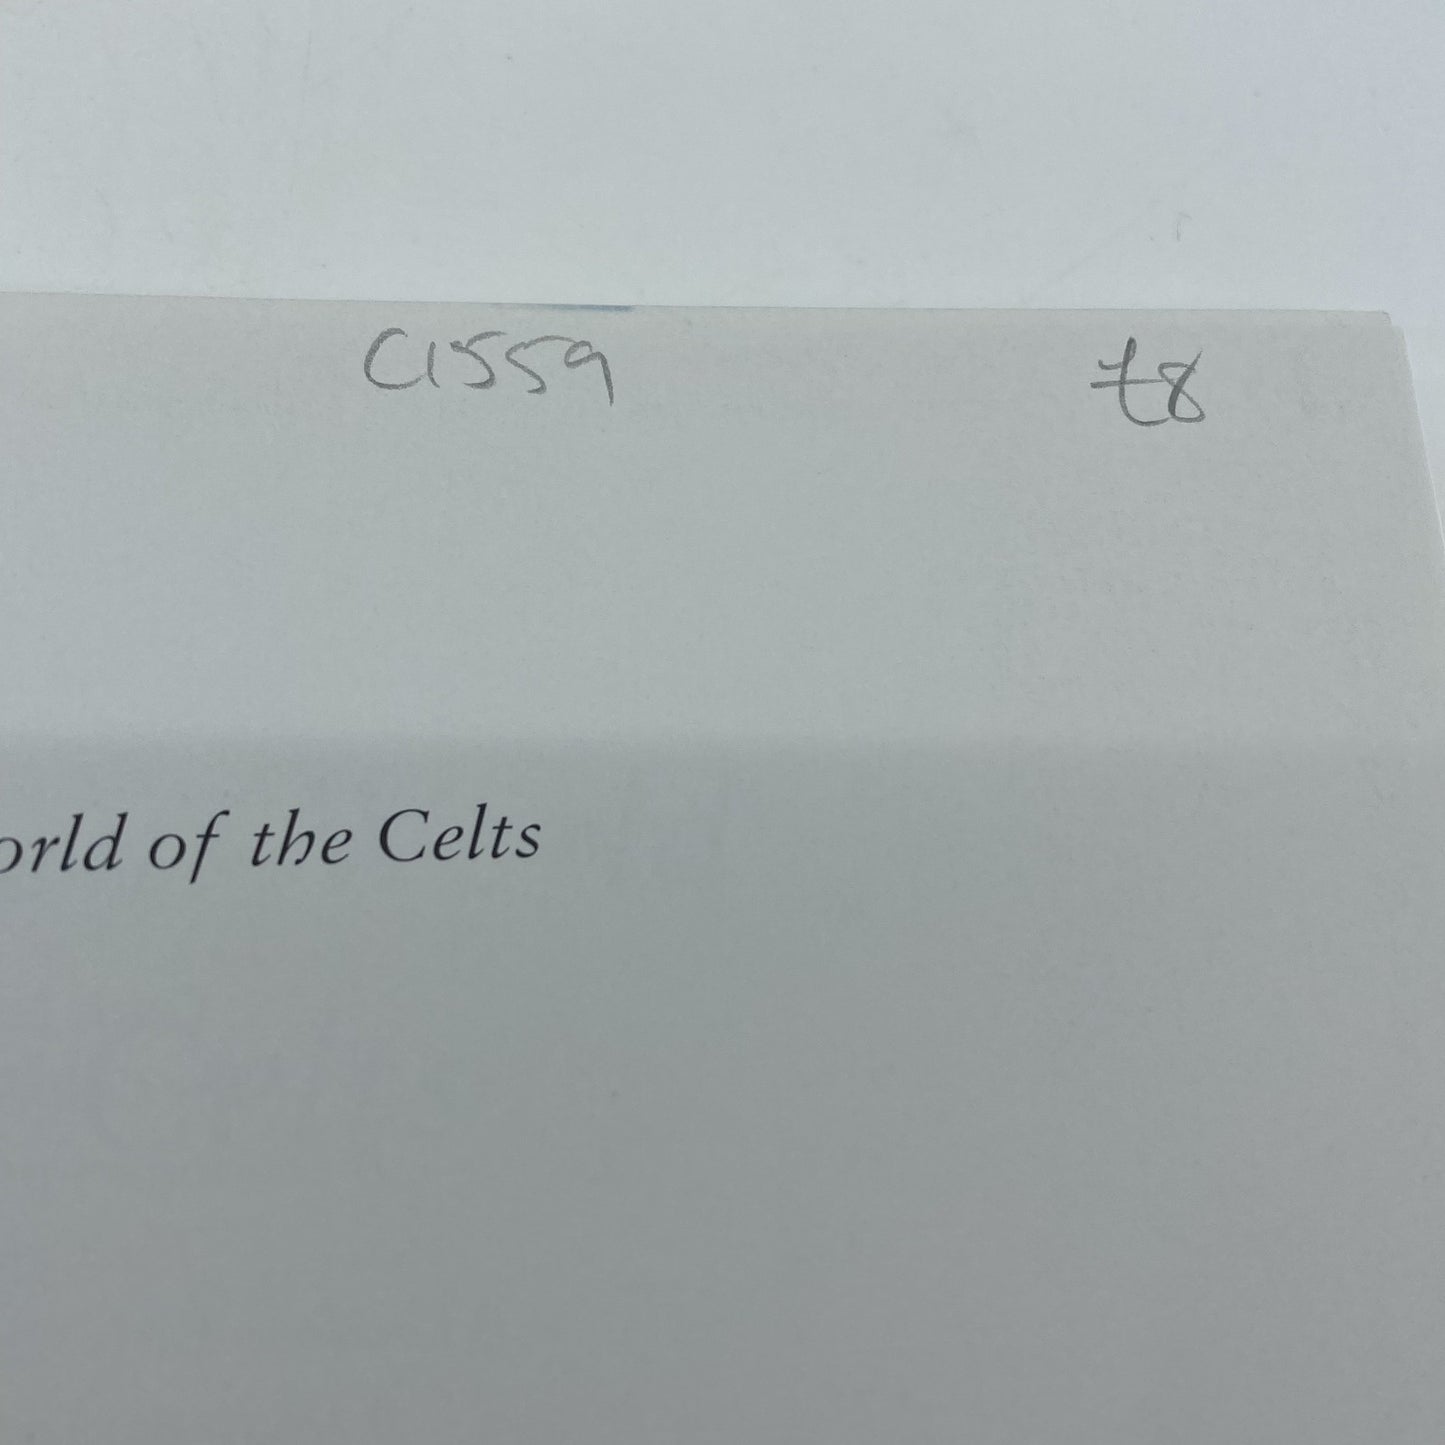 C1559 £8
orld of the Celts